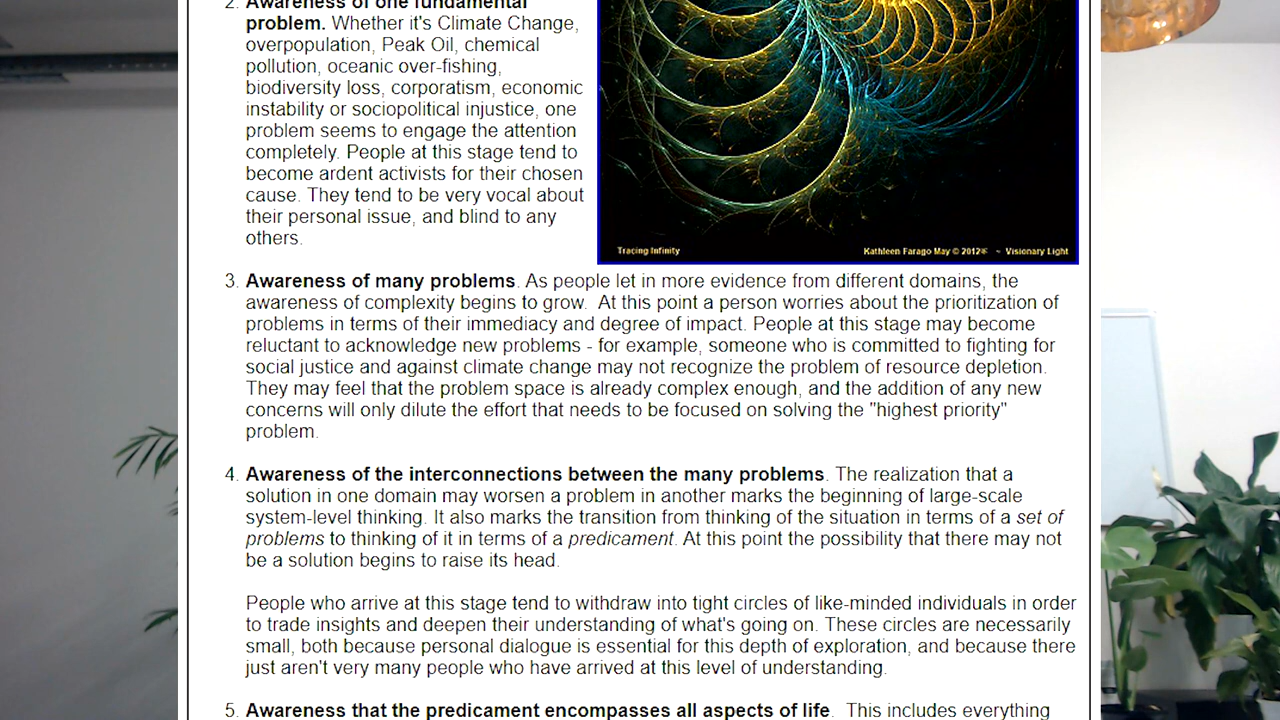 2. Awareness of one fundamental
problem. Whether it's Climate Change,
overpopulation, Peak Oil, chemical
pollution, oceanic over-fishing,
biodiversity loss, corporatism, economic
instability or sociopolitical injustice, one
problem seems to engage the attention
completely. People at this stage tend to
become ardent activists for their chosen
cause. They tend to be very vocal about
their personal issue, and blind to any
others.
Tracing Infinity
Kathleen Farago May © 2012 ~ Visionary Light
3. Awareness of many problems. As people let in more evidence from different domains, the
awareness of complexity begins to grow. At this point a person worries about the prioritization of
problems in terms of their immediacy and degree of impact. People at this stage may become
reluctant to acknowledge new problems - for example, someone who is committed to fighting for
social justice and against climate change may not recognize the problem of resource depletion.
They may feel that the problem space is already complex enough, and the addition of any new
concerns will only dilute the effort that needs to be focused on solving the "highest priority"
problem.
4. Awareness of the interconnections between the many problems. The realization that a
solution in one domain may worsen a problem in another marks the beginning of large-scale
system-level thinking. It also marks the transition from thinking of the situation in terms of a set of
problems to thinking of it in terms of a predicament. At this point the possibility that there may not
be a solution begins to raise its head.
People who arrive at this stage tend to withdraw into tight circles of like-minded individuals in order
to trade insights and deepen their understanding of what's going on. These circles are necessarily
small, both because personal dialogue is essential for this depth of exploration, and because there
just aren't very many people who have arrived at this level of understanding.
5. Awareness that the predicament encompasses all aspects of life. This includes everything